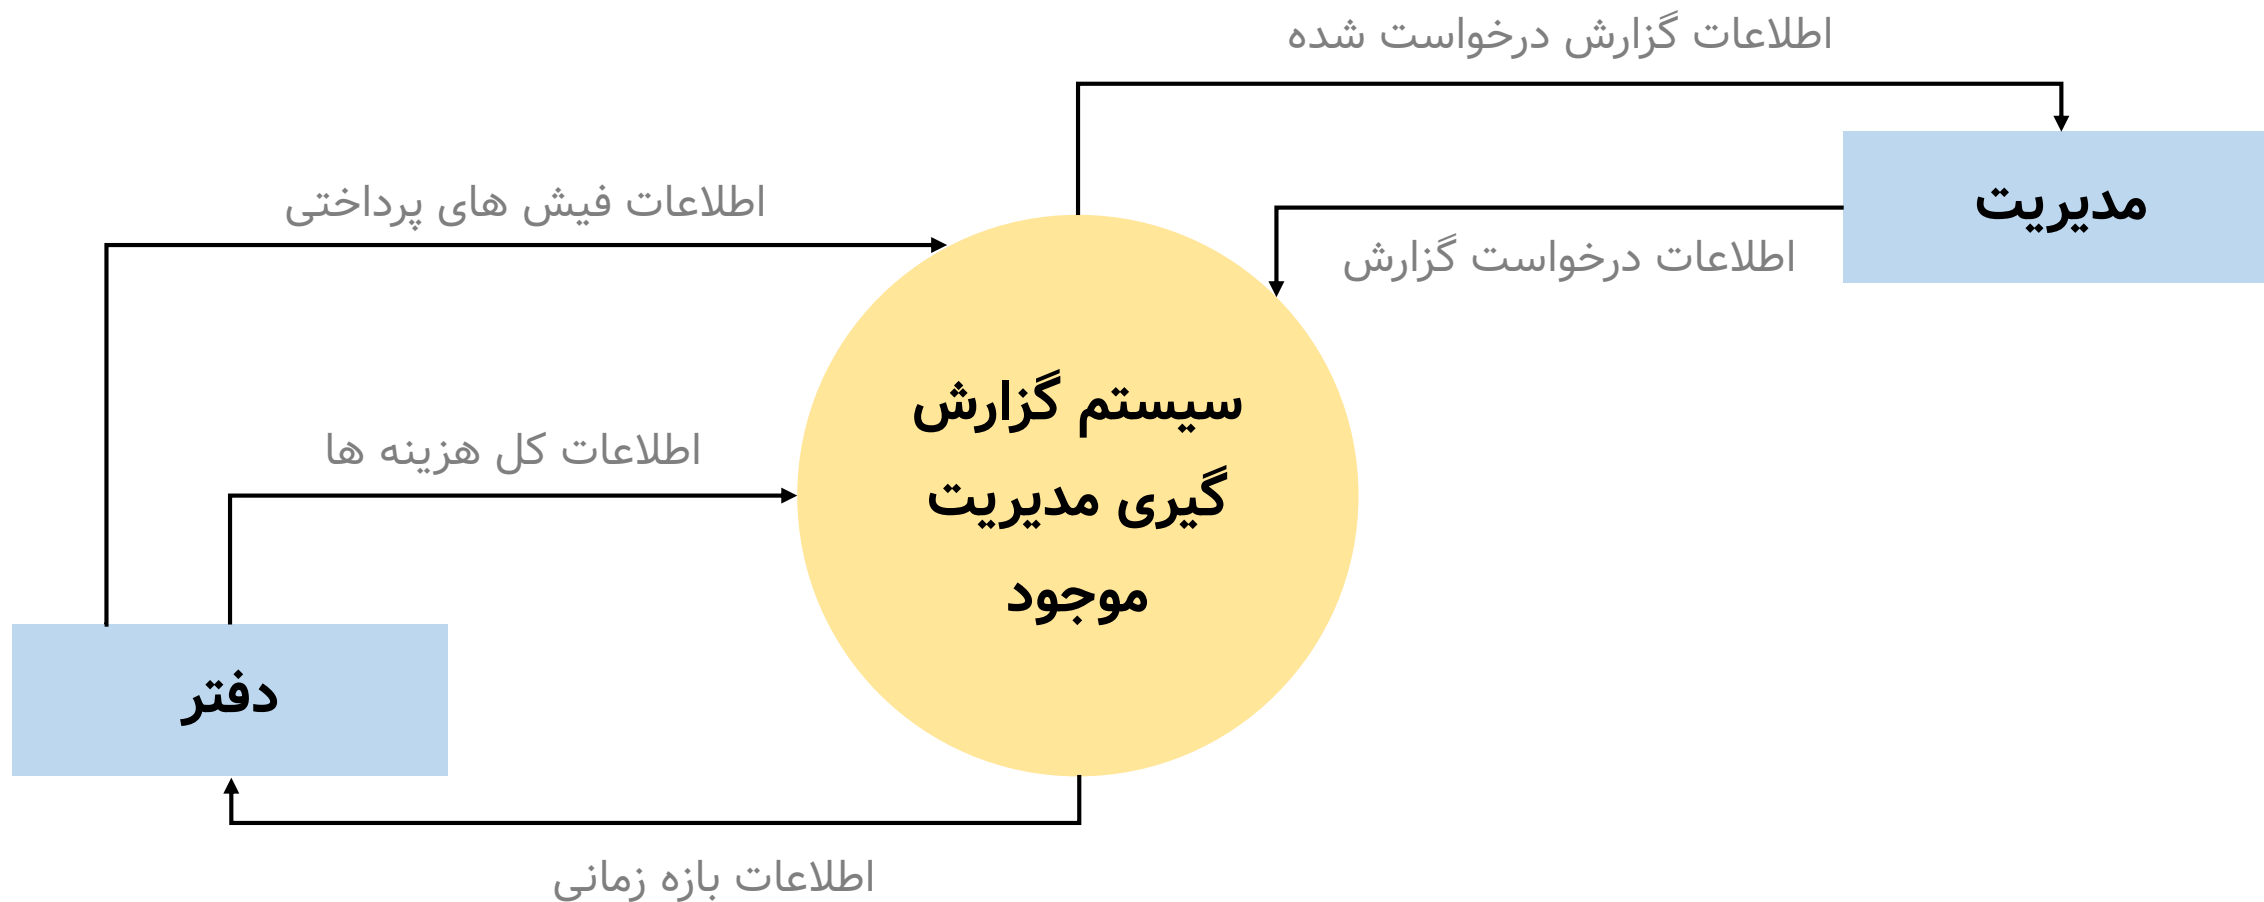 اطلاعات گزارش درخواست شده
مدیریت
اطلاعات فیش های پرداختی
اطلاعات درخواست گزارش
سیستم گزارش
گیری مدیریت
موجود
اطلاعات کل هزینه ها
دفتر
اطلاعات بازه زمانی